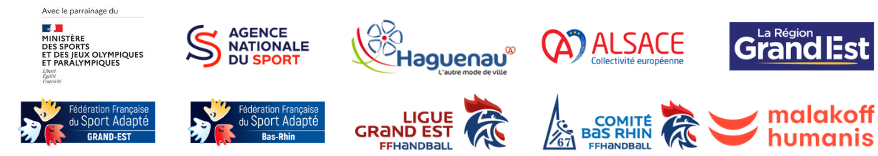 Avec le parrainage du
MINISTÈRE
DES SPORTS
ET DES JEUX OLYMPIQUES
ET PARALYMPIQUES
Liberté
Égalité
Fraternité
AGENCE
NATIONALE
DU SPORT
Haguenau
L'autre mode de ville
ALSACE
Collectivité européenne
La Région
Grand Est
Fédération Française
du Sport Adapté
GRAND-EST
Fédération Française
du Sport Adapté
Bas-Rhin
LIGUE
GRAND EST
FFHANDBALL
67
COMITÉ
BAS RHIN
FFHANDBALL
malakoff
humanis